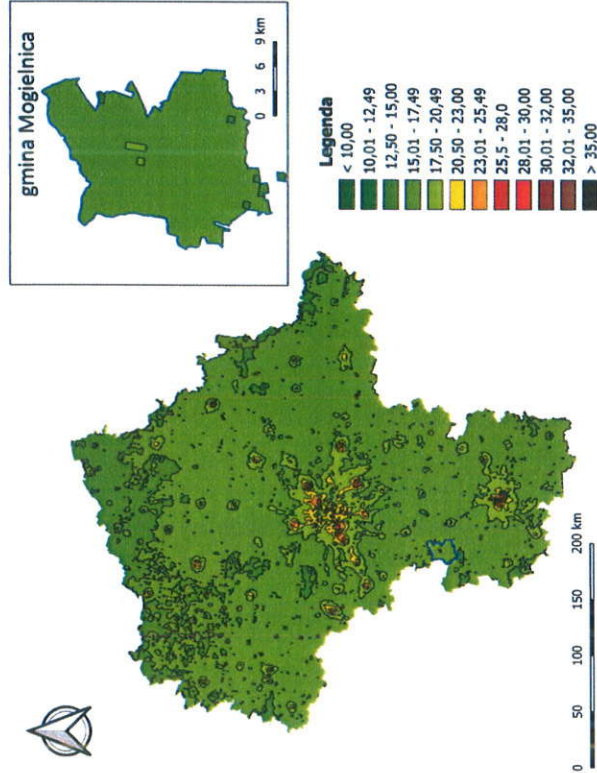 gmina Mogielnica
0 3 6 9 km
Legenda
< 10,00
10,01 - 12,49
12,50 - 15,00
15,01 - 17,49
17,50 - 20,49
20,50 - 23,00
23,01 - 25,49
25,5 - 28,0
28,01 - 30,00
30,01 - 32,00
32,01 - 35,00
> 35,00
0 50 100 150 200 km